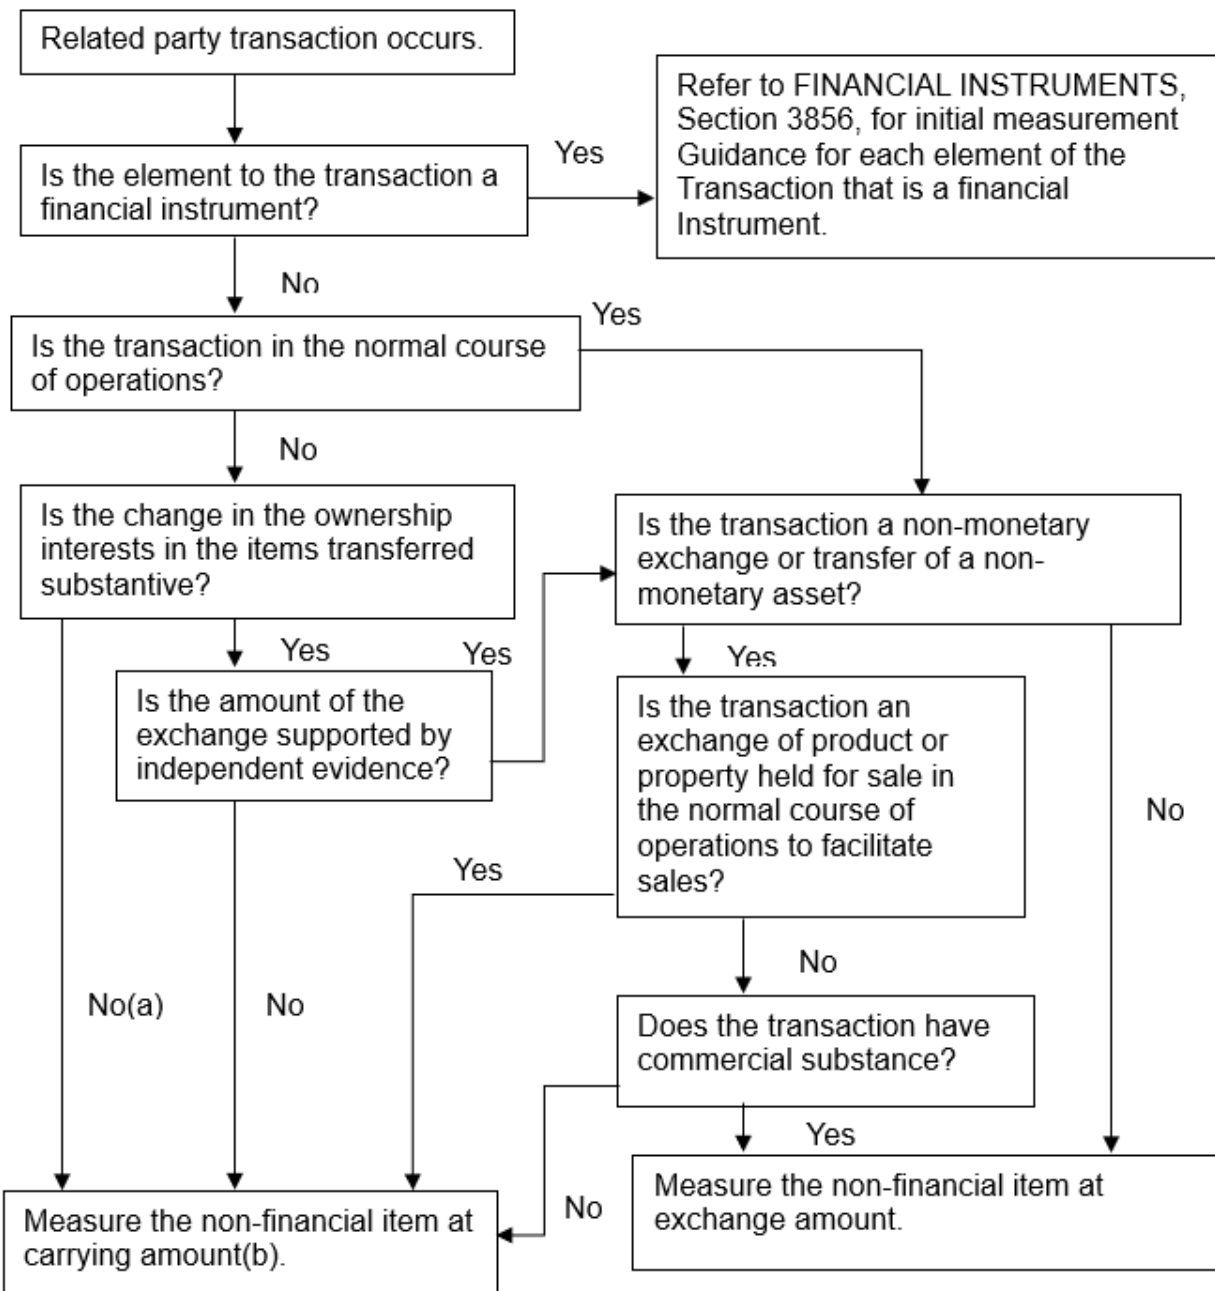 Related party transaction occurs.
Refer to FINANCIAL INSTRUMENTS,
Section 3856, for initial measurement
Guidance for each element of the
Transaction that is a financial
Instrument.
Yes
Is the element to the transaction a
financial instrument?
No
Yes
Is the transaction in the normal course
of operations?
No
Is the change in the ownership
interests in the items transferred
substantive?
Is the transaction a non-monetary
exchange or transfer of a non-
monetary asset?
Yes
Yes
Yes
Is the amount of the
exchange supported by
independent evidence?
Is the transaction an
exchange of product or
property held for sale in
the normal course of
operations to facilitate
sales?
No
Yes
No
No(a)
No
Does the transaction have
commercial substance?
Yes
No
Measure the non-financial item at
carrying amount(b).
Measure the non-financial item at
exchange amount.